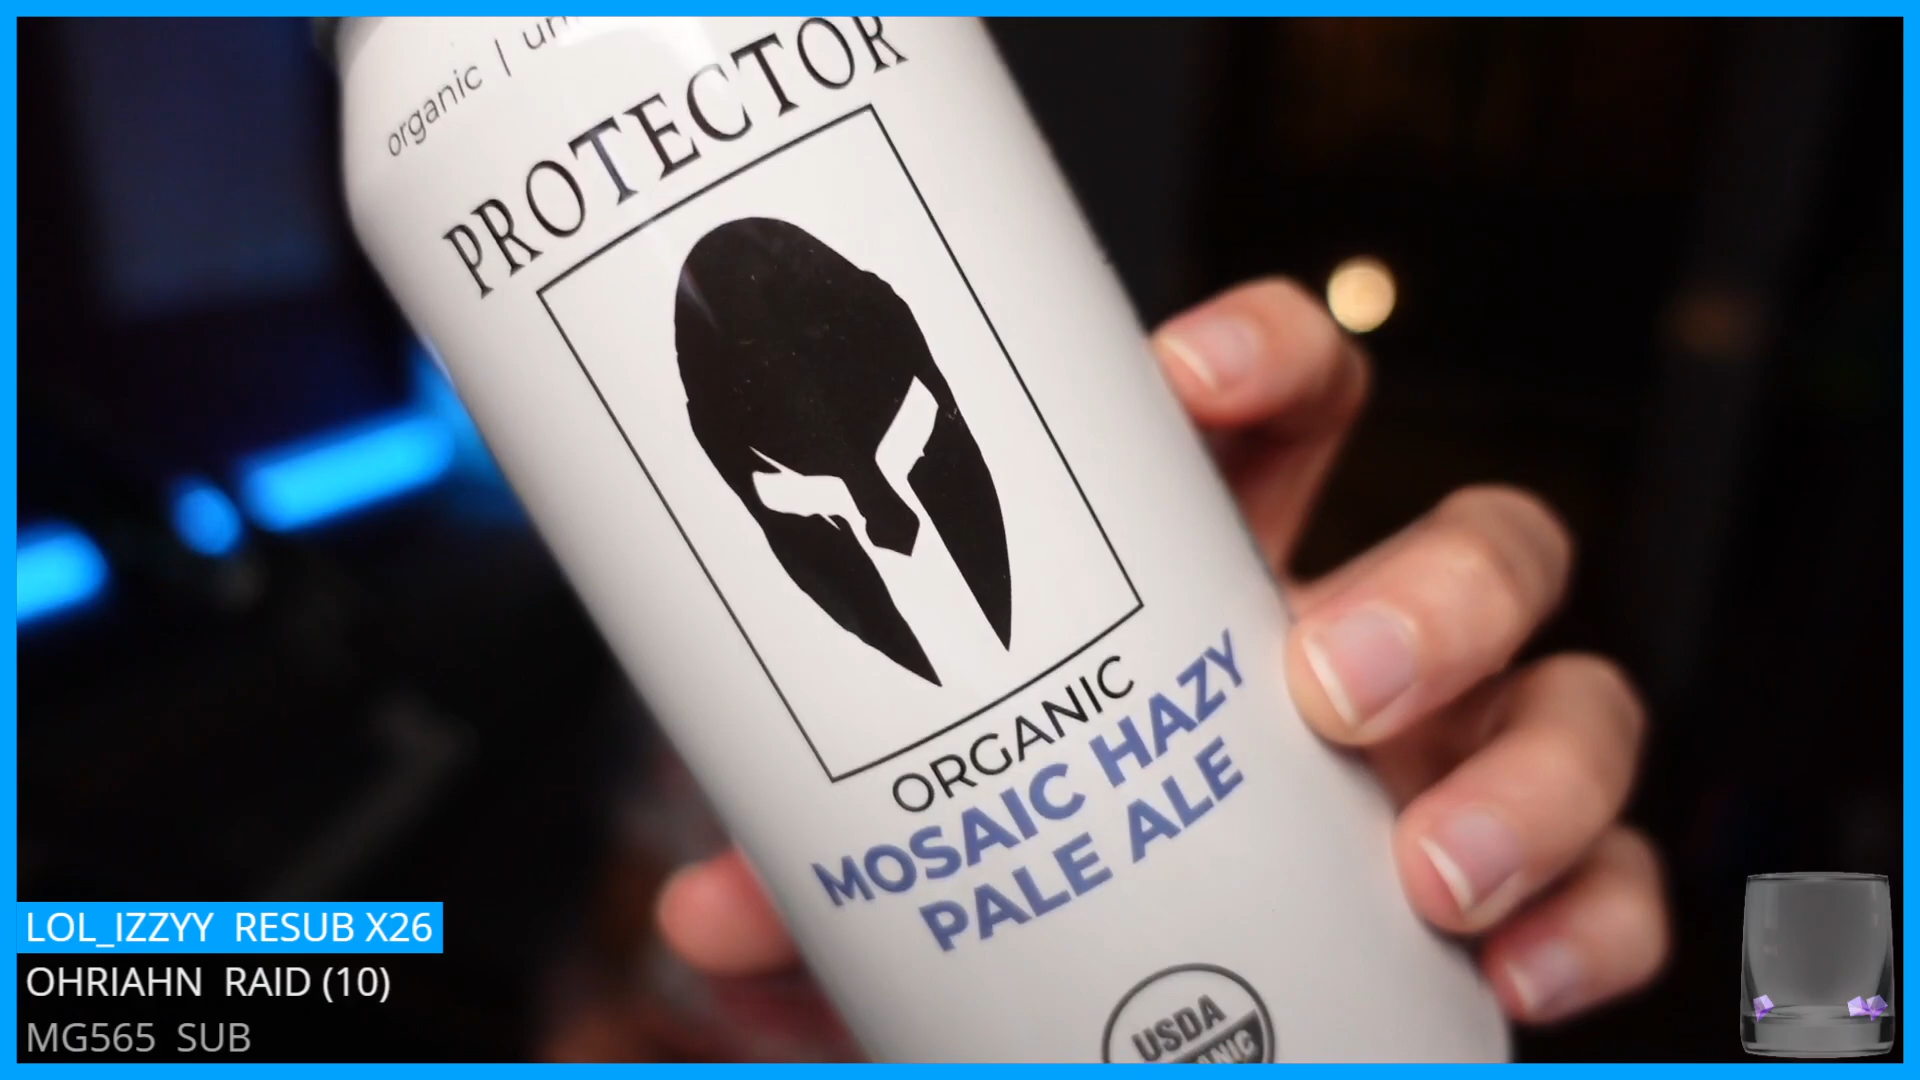 organic |
PROTECTOR
ORGANIC
MOSAIC HAZY
PALE ALE
USDA
LOL_IZZYY RESUB X26
OHRIAHN RAID (10)
MG565 SUB